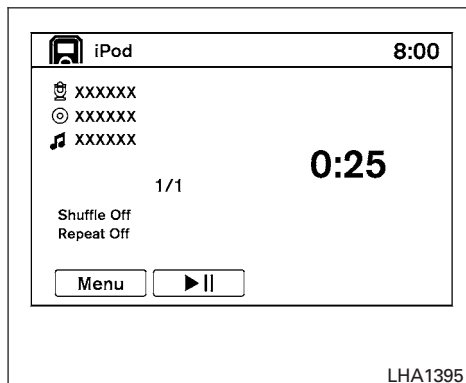 iPod 8:00
XXXXXX
XXXXXX
XXXXXX
0:25
1/1
Shuffle Off
Repeat Off
Menu
LHA1395